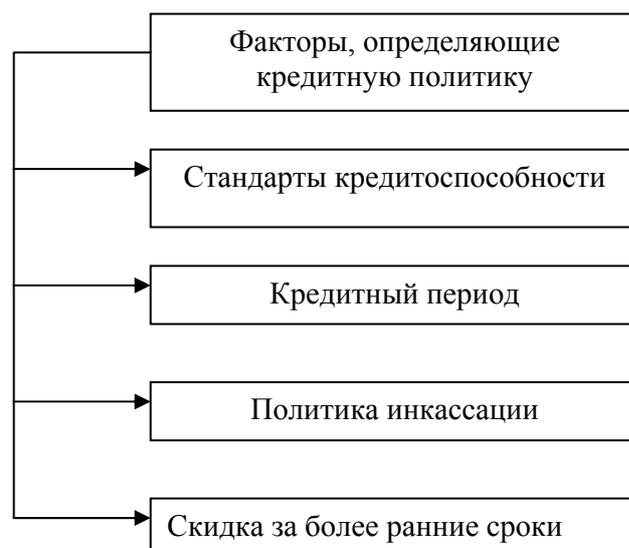 Факторы, определяющие
кредитную политику
Стандарты кредитоспособности
Кредитный период
Политика инкассации
Скидка за более ранние сроки